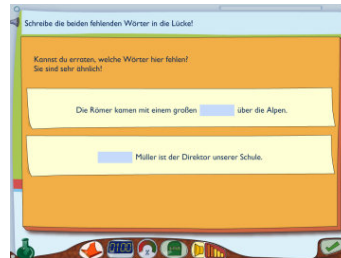 Schreibe die beiden fehlenden Wörter in die Lücke!
Kannst du erraten, welche Wörter hier fehlen?
Sie sind sehr ähnlich!
Die Römer kamen mit einem großen über die Alpen.
Müller ist der Direktor unserer Schule.
0100